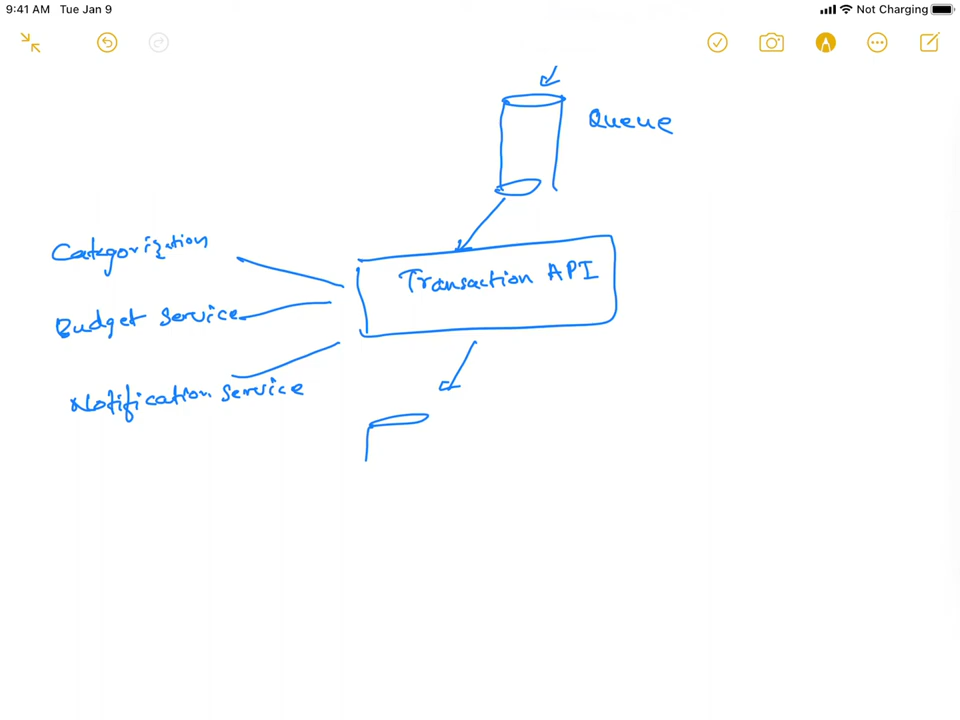 9:41 AM Tue Jan 9
Not Charging
Queue
Categorization
Transaction API
Budget Service
Notification Service